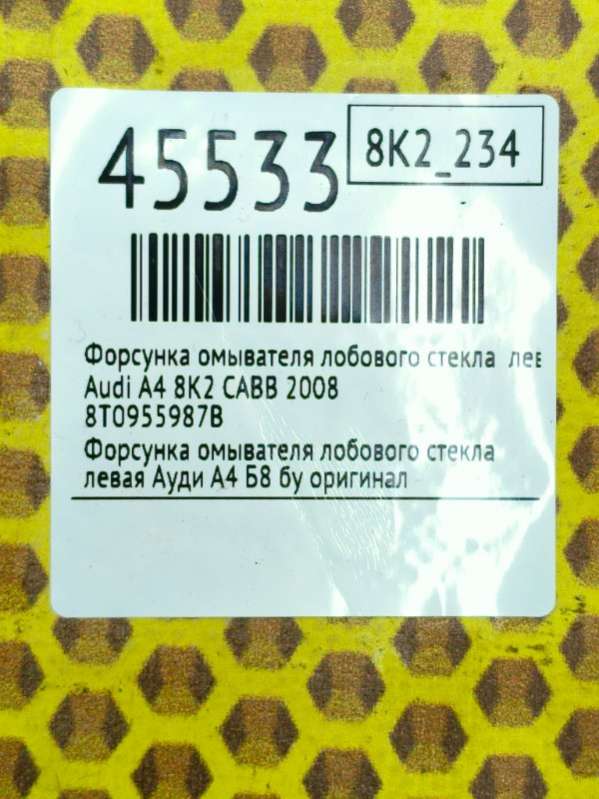 45533
8K2_234
Форсунка омывателя лобового стекла лев
Audi A4 8K2 CABB 2008
8T0955987B
Форсунка омывателя лобового стекла
левая Ауди А4 Б8 бу оригинал